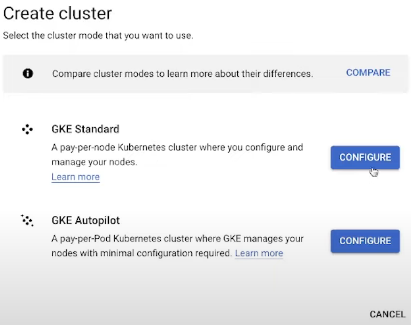 Create cluster
Select the cluster mode that you want to use.
Compare cluster modes to learn more about their differences.
COMPARE
GKE Standard
A pay-per-node Kubernetes cluster where you configure and
manage your nodes.
Learn more
CONFIGURE
GKE Autopilot
A pay-per-Pod Kubernetes cluster where GKE manages your
nodes with minimal configuration required. Learn more
CONFIGURE
CANCEL